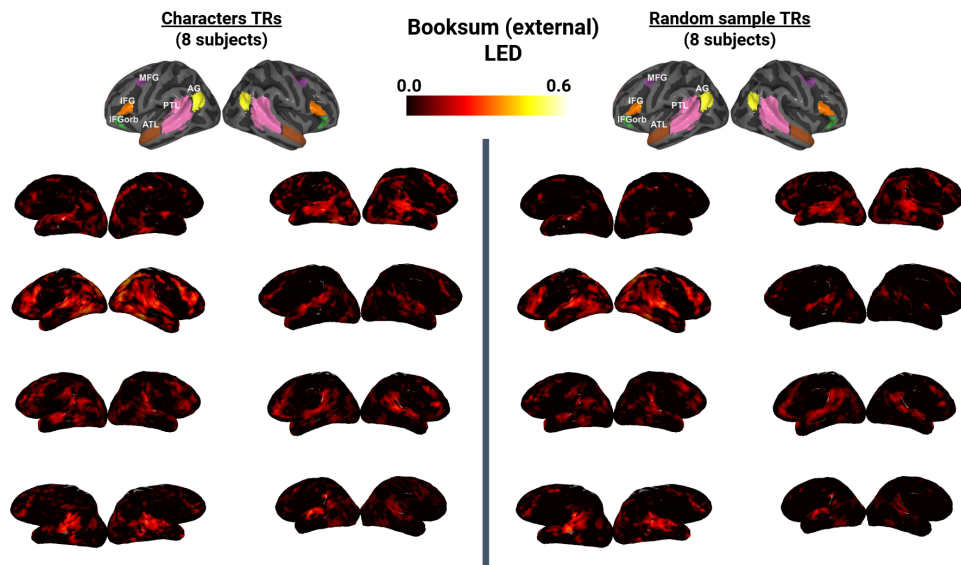 Characters TRs
(8 subjects)
Booksum (external)
LED
0.0
0.6
Random sample TRs
(8 subjects)
MFG
AG
IFG
PTL
IFGorb
ATL
MFG
AG
IFG
PTL
IFGorb
ATL